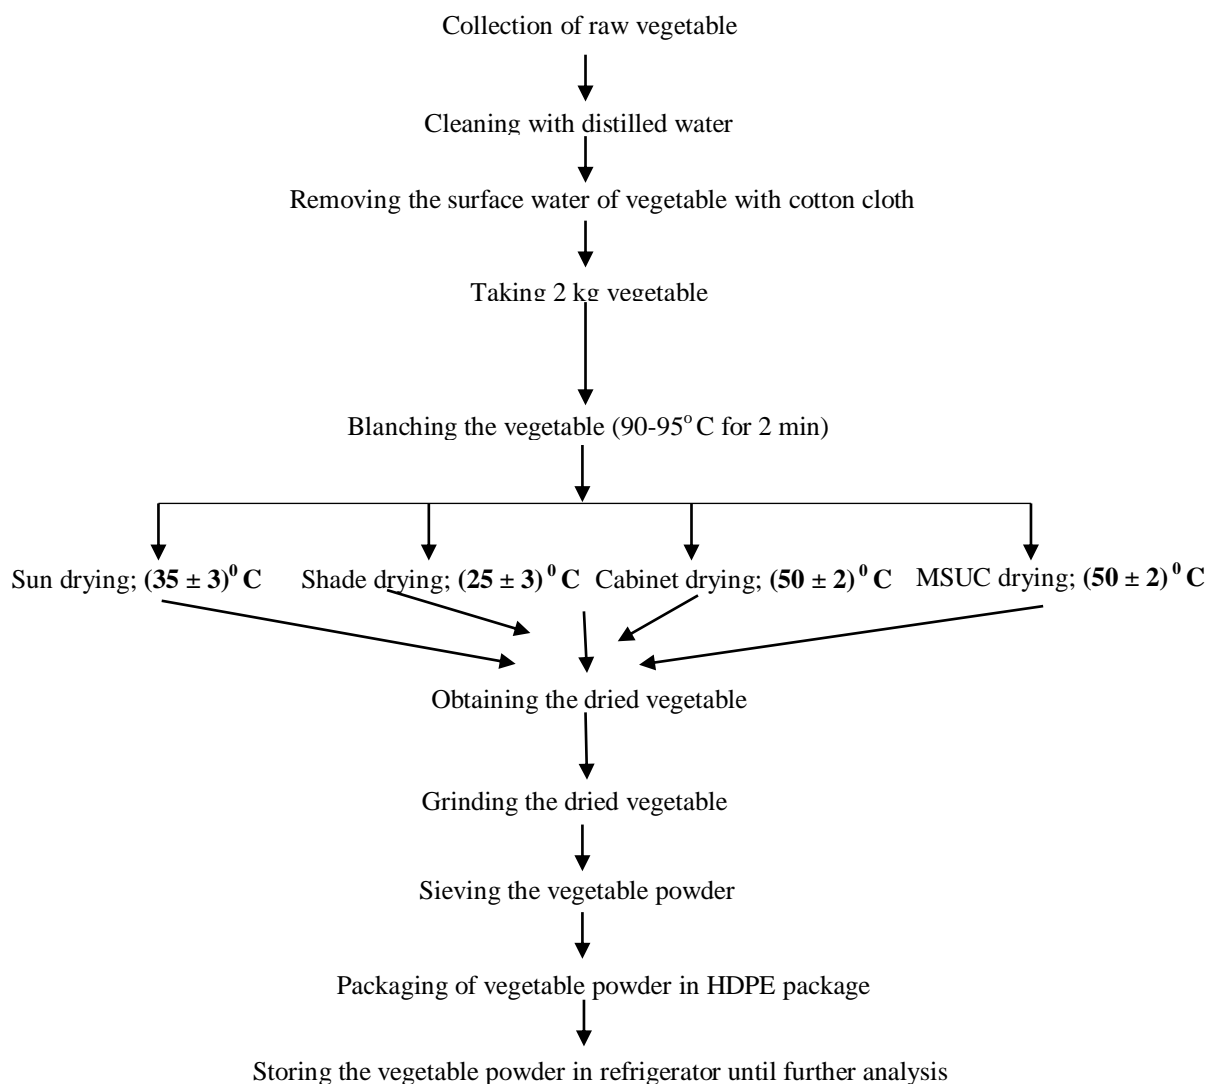 Collection of raw vegetable
Cleaning with distilled water
Removing the surface water of vegetable with cotton cloth
Taking 2 kg vegetable
Blanching the vegetable (90-95° C for 2 min)
Sun drying; (35 ± 3)⁰ C Shade drying; (25 ± 3) ⁰ C Cabinet drying; (50 ± 2) ⁰ C MSUC drying; (50 ± 2) ⁰ C
Obtaining the dried vegetable
Grinding the dried vegetable
Sieving the vegetable powder
Packaging of vegetable powder in HDPE package
Storing the vegetable powder in refrigerator until further analysis